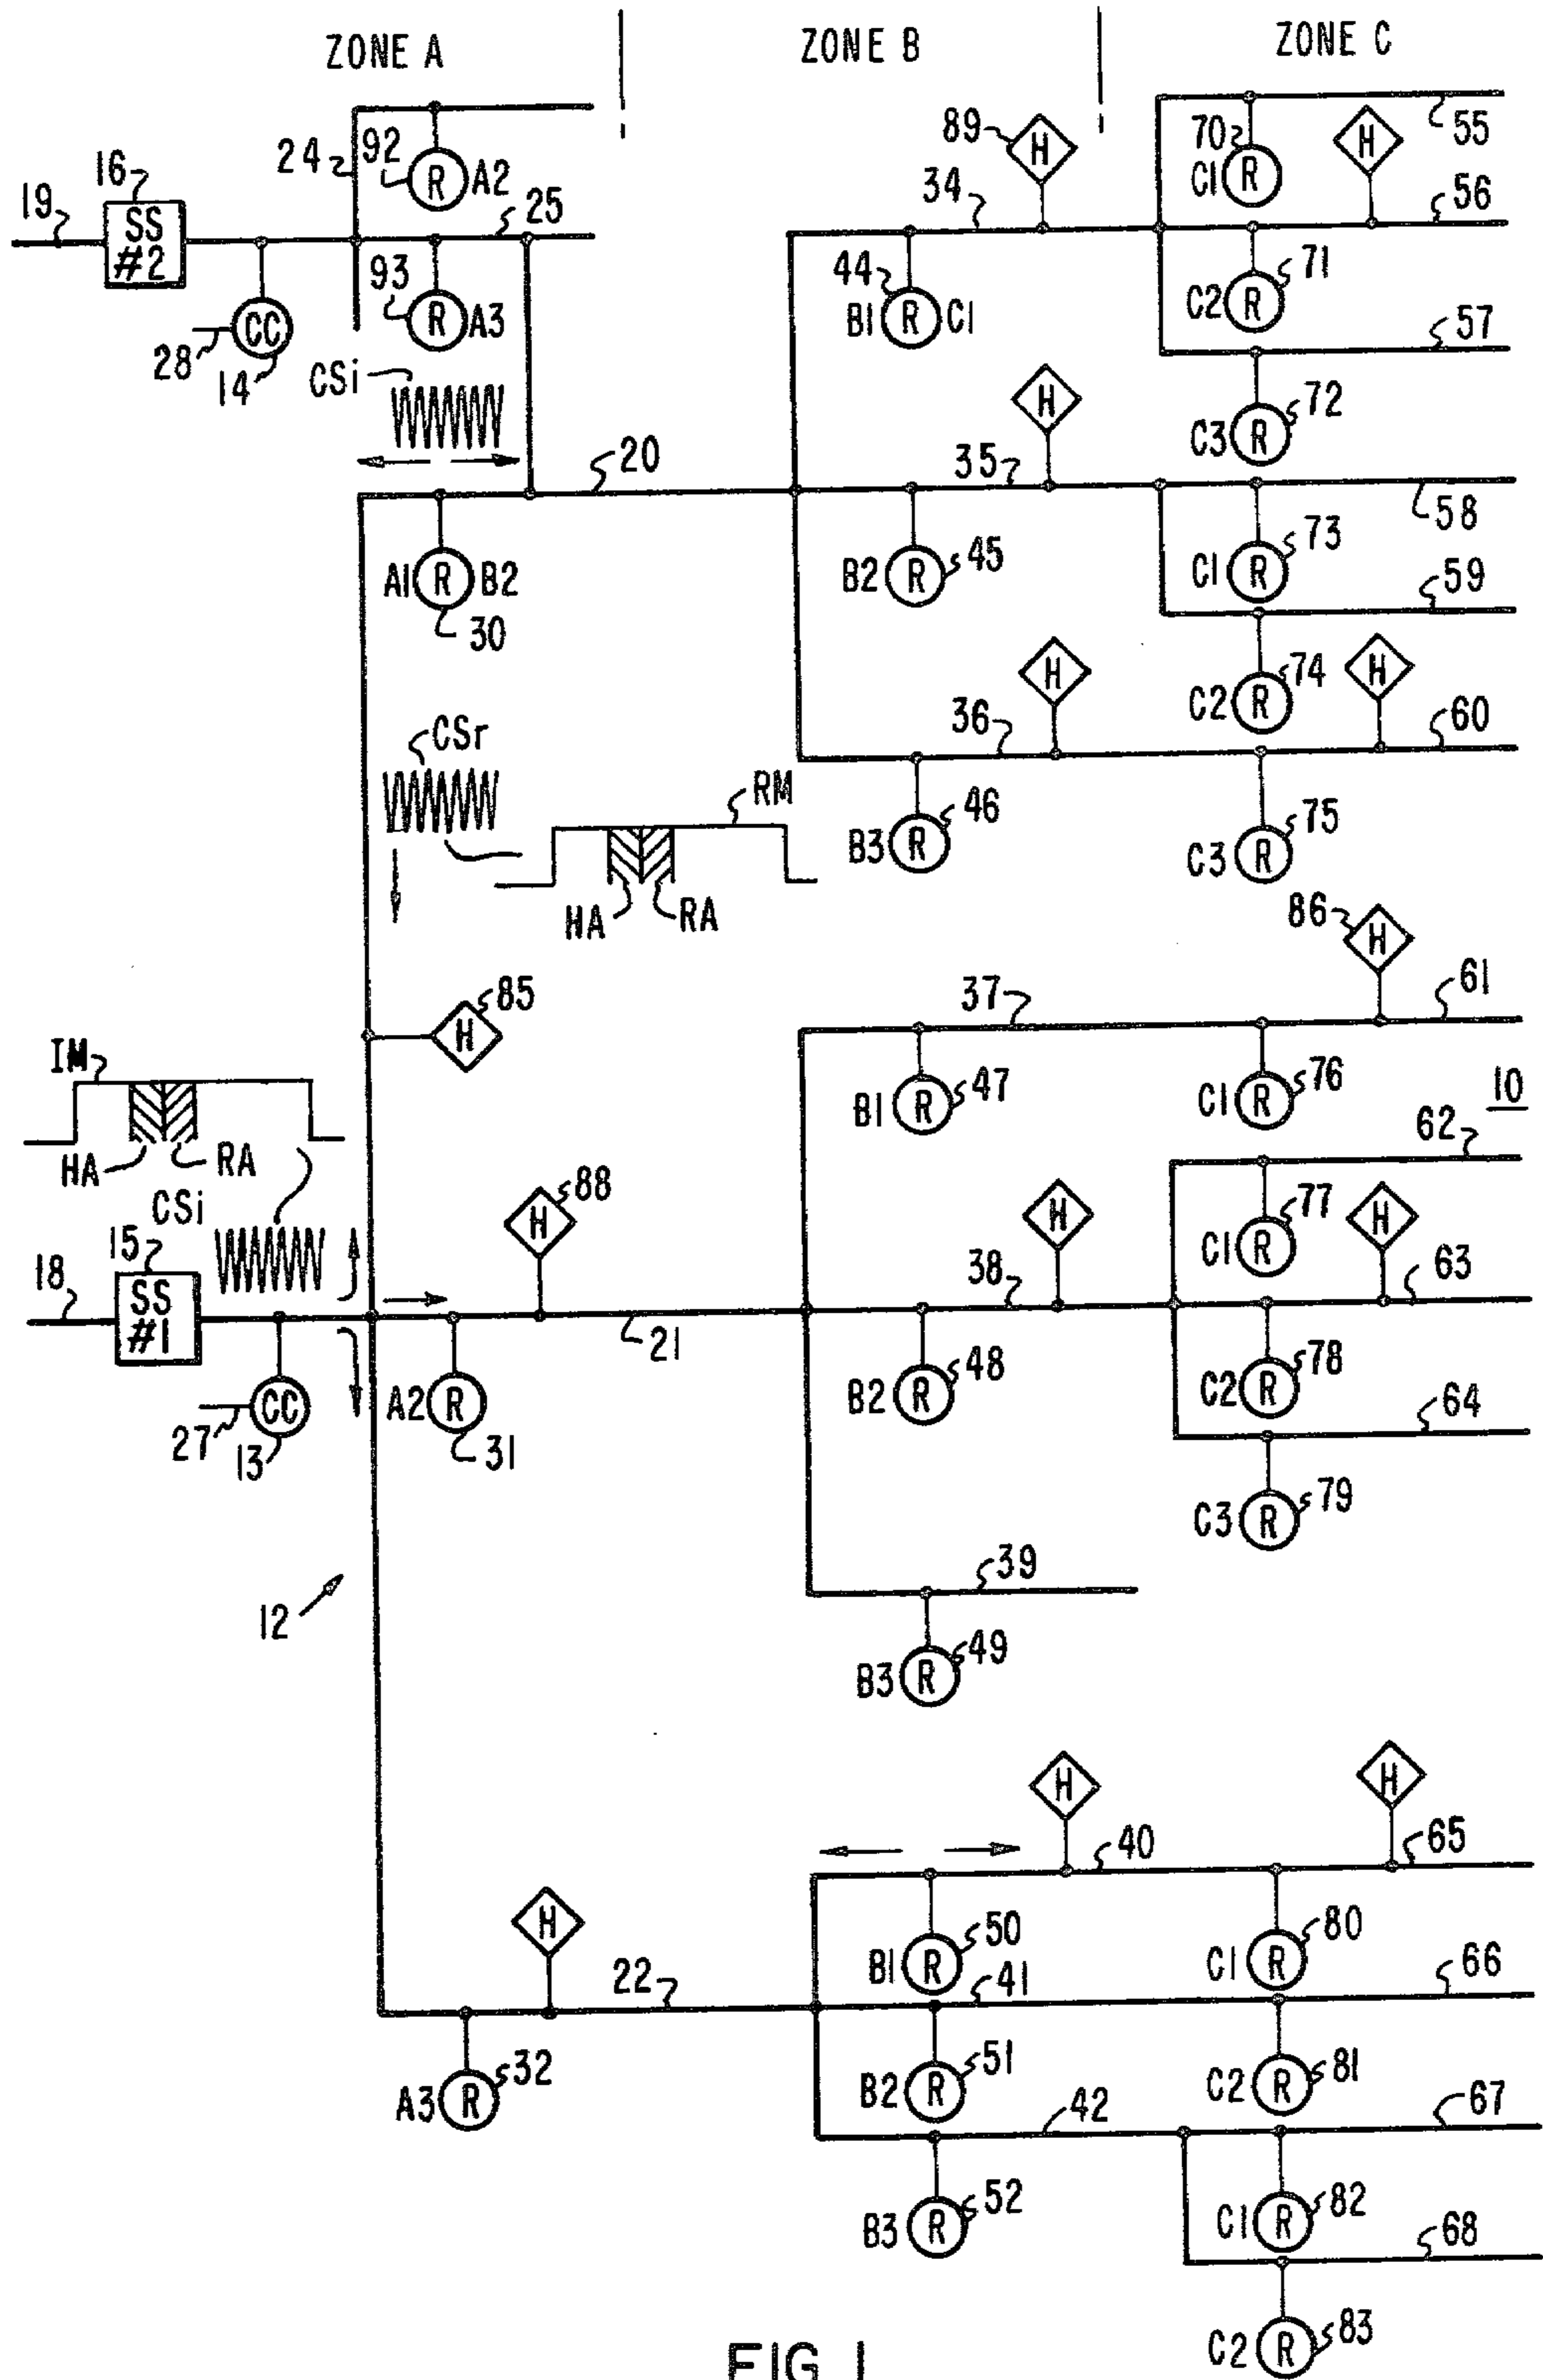 ZONE A
ZONE B
ZONE C
24
92
R
A2
19
16
SS
#2
25
93
R
A3
28
CC
14
CSi
20
A1
R
B2
30
89
H
34
44
B1
R
C1
H
35
B2
R
45
H
36
B3
R
46
70
C1
R
H
55
56
C2
R
71
57
C3
R
72
58
C1
R
73
59
C2
R
74
H
60
C3
R
75
CSr
RM
HA
RA
H
85
86
H
61
37
B1
R
47
C1
R
76
10
62
IM
HA
RA
CSi
18
15
SS
#1
27
CC
13
H
88
21
A2
R
31
38
H
B2
R
48
C1
R
77
H
63
C2
R
78
64
C3
R
79
12
39
B3
R
49
H
40
H
65
B1
R
50
C1
R
80
H
22
41
66
A3
R
32
B2
R
51
C2
R
81
42
67
B3
R
52
C1
R
82
68
C2
R
83
FIG. 1